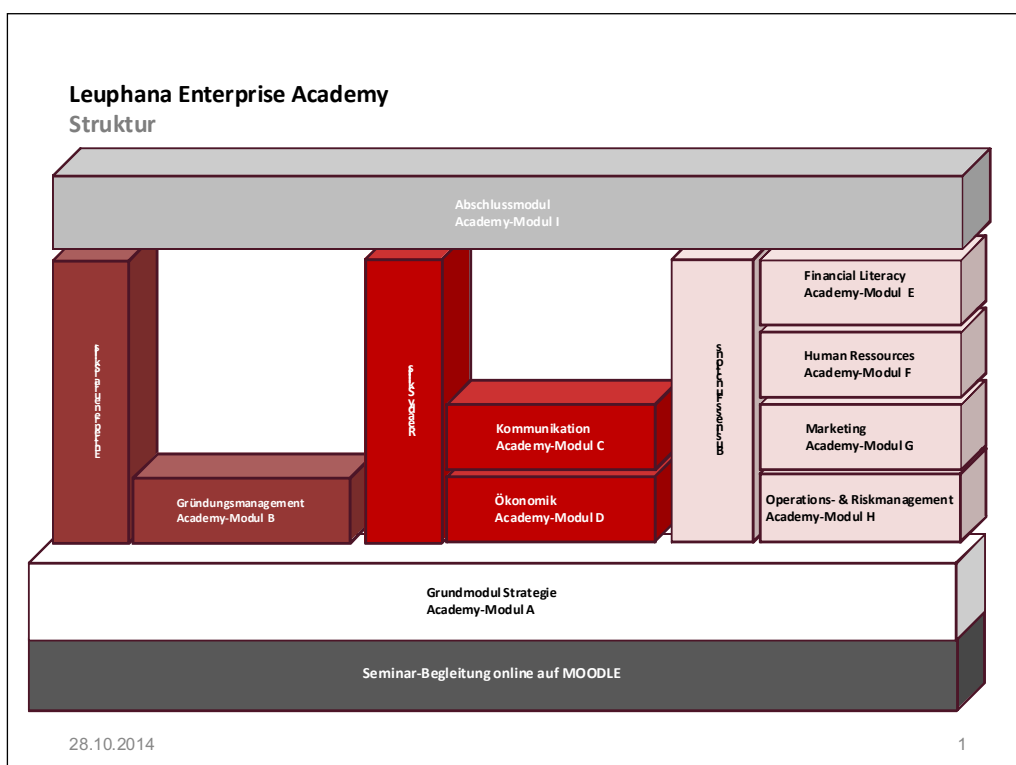 Leuphana Enterprise Academy
Struktur
Abschlussmodul
Academy-Modul I
Gründungsmanagement
Academy-Modul B
Kommunikation
Academy-Modul C
Ökonomik
Academy-Modul D
Financial Literacy
Academy-Modul E
Human Ressources
Academy-Modul F
Marketing
Academy-Modul G
Operations- & Riskmanagement
Academy-Modul H
Grundmodul Strategie
Academy-Modul A
Seminar-Begleitung online auf MOODLE
28.10.2014
1